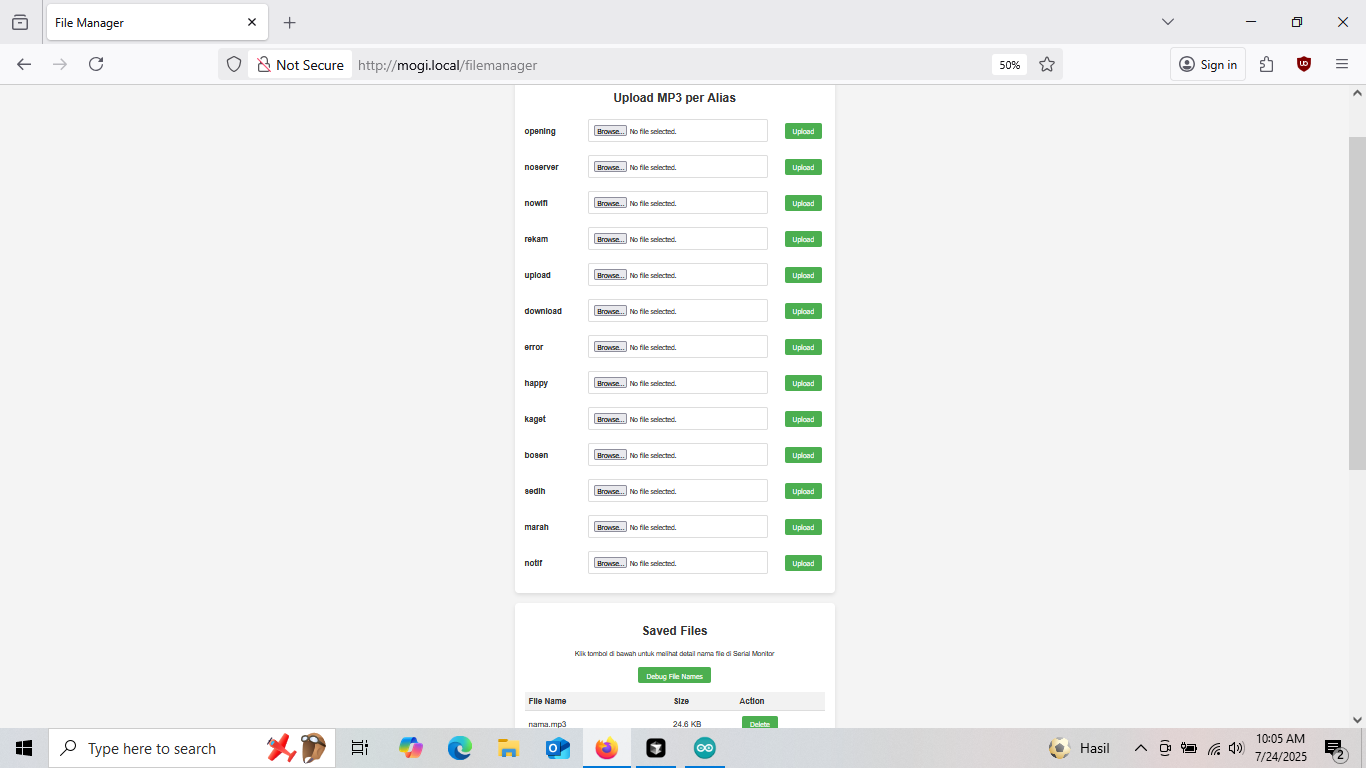 File Manager
Not Secure
http://mogi.local/filemanager
50%
Sign in
Upload MP3 per Alias
opening Browse... No file selected. Upload
noserver Browse... No file selected. Upload
nowifi Browse... No file selected. Upload
rekam Browse... No file selected. Upload
upload Browse... No file selected. Upload
download Browse... No file selected. Upload
error Browse... No file selected. Upload
happy Browse... No file selected. Upload
kaget Browse... No file selected. Upload
bosen Browse... No file selected. Upload
sedih Browse... No file selected. Upload
marah Browse... No file selected. Upload
notif Browse... No file selected. Upload
Saved Files
Klik tombol di bawah untuk melihat detail nama file di Serial Monitor
Debug File Names
File Name Size Action
nama.mp3 24.6 KB Delete
Type here to search
Hasil
10:05 AM
7/24/2025
2